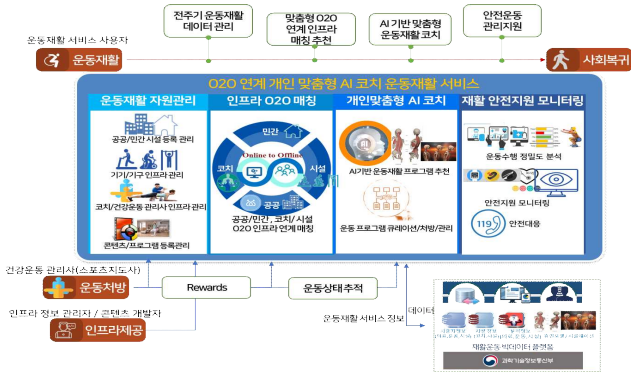 전주기 운동재활
데이터 관리
맞춤형 O2O
연계 인프라
매칭 추천
AI 기반 맞춤형
운동재활 코치
안전운동
관리지원
운동재활 서비스 사용자
운동재활
사회복귀
O2O 연계 개인 맞춤형 AI 코치 운동재활 서비스
운동재활 자원관리
공공/민간 시설 등록 관리
기기/기구 인프라 관리
코치/건강운동 관리사 인프라 관리
콘텐츠/프로그램 등록관리
인프라 O2O 매칭
민간
Online to Offline
코치
시설
공공
공공/민간, 코치/시설
O2O 인프라 연계 매칭
개인맞춤형 AI 코치
AI기반 운동재활 프로그램 추천
운동 프로그램 큐레이션/처방/관리
재활 안전지원 모니터링
운동수행 정밀도 분석
안전지원 모니터링
119
안전대응
건강운동 관리사(스포츠지도사)
운동처방
Rewards
운동상태 추적
인프라 정보 관리자 / 콘텐츠 개발자
인프라제공
운동재활 서비스 정보
데이터
재활운동 빅데이터 플랫폼
과학기술정보통신부